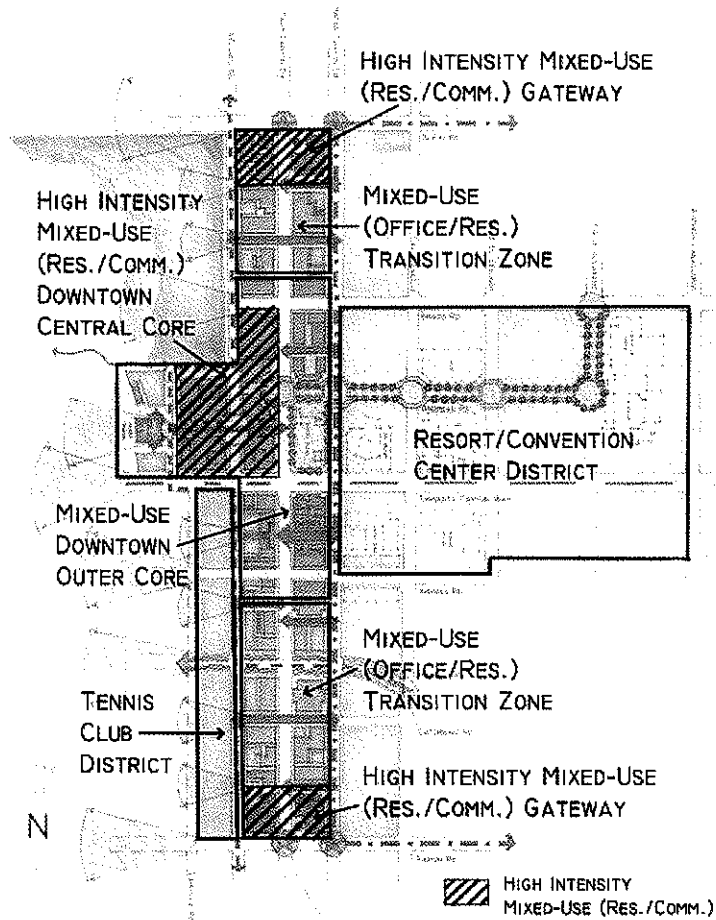 HIGH INTENSITY MIXED-USE
(RES./COMM.) GATEWAY
HIGH INTENSITY
MIXED-USE
(RES./COMM.)
DOWNTOWN
CENTRAL CORE
MIXED-USE
(OFFICE/RES.)
TRANSITION ZONE
RESORT/CONVENTION
CENTER DISTRICT
MIXED-USE
DOWNTOWN
OUTER CORE
MIXED-USE
(OFFICE/RES.)
TRANSITION ZONE
TENNIS
CLUB
DISTRICT
HIGH INTENSITY MIXED-USE
(RES./COMM.) GATEWAY
N
HIGH INTENSITY
MIXED-USE (RES./COMM.)